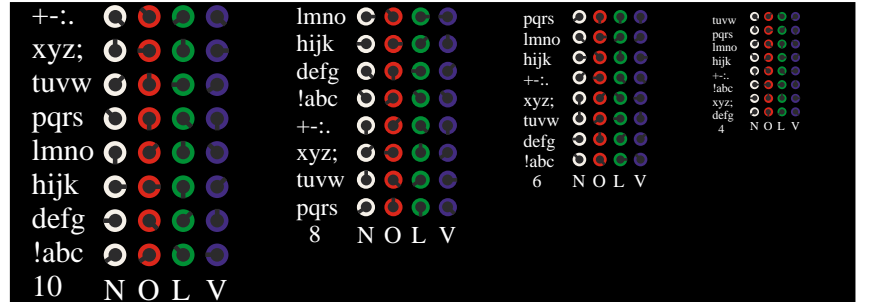 +-:.
xyz;
tuvw
pqrs
lmno
hijk
defg
!abc
10 N O L V
lmno
hijk
defg
!abc
+-:.
xyz;
tuvw
pqrs
8 N O L V
pqrs
lmno
hijk
+-:.
xyz;
tuvw
defg
!abc
6 N O L V
tuvw
pqrs
lmno
hijk
+-:.
!abc
xyz;
defg
4 N O L V